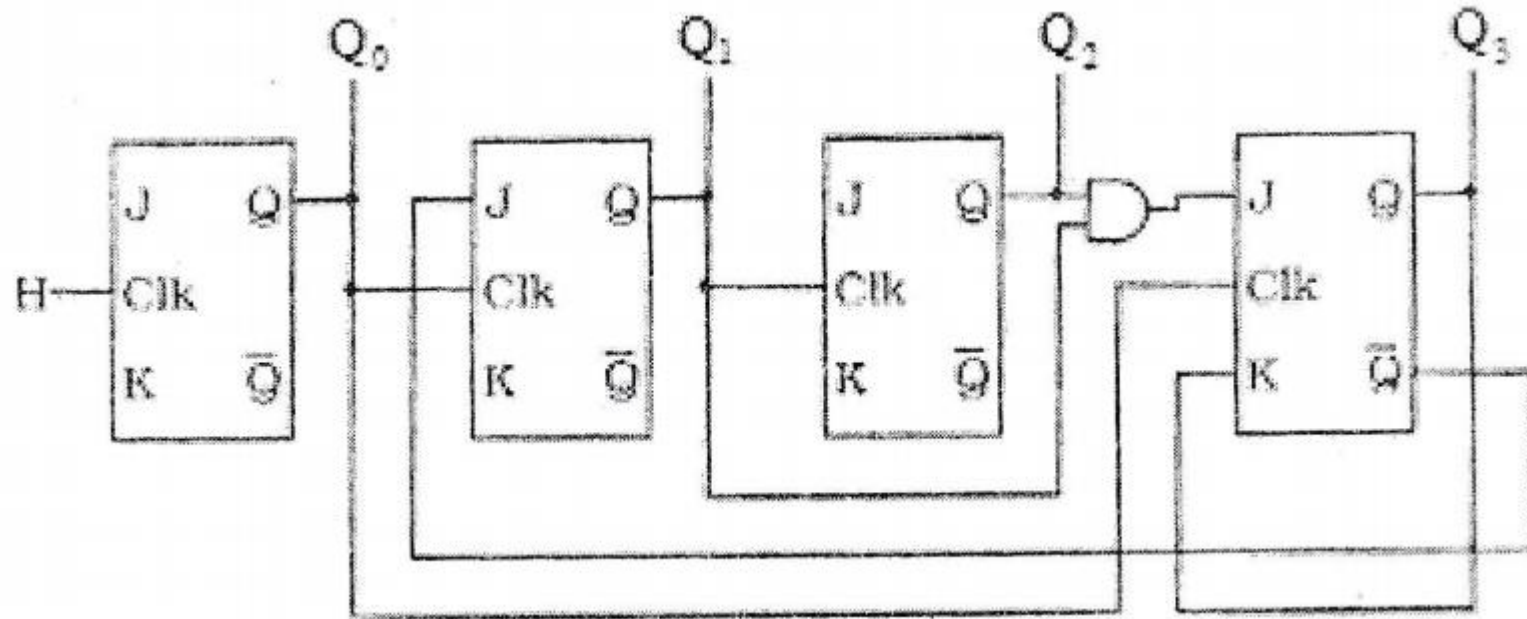 Q₀ Q₁ Q₂ Q₃
J Q J Q J Q J Q
H Clk Clk Clk Clk
K Q̅ K Q̅ K Q̅ K Q̅